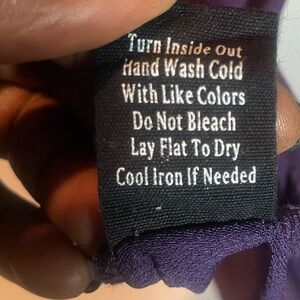 Turn Inside Out
Hand Wash Cold
With Like Colors
Do Not Bleach
Lay Flat To Dry
Cool Iron If Needed